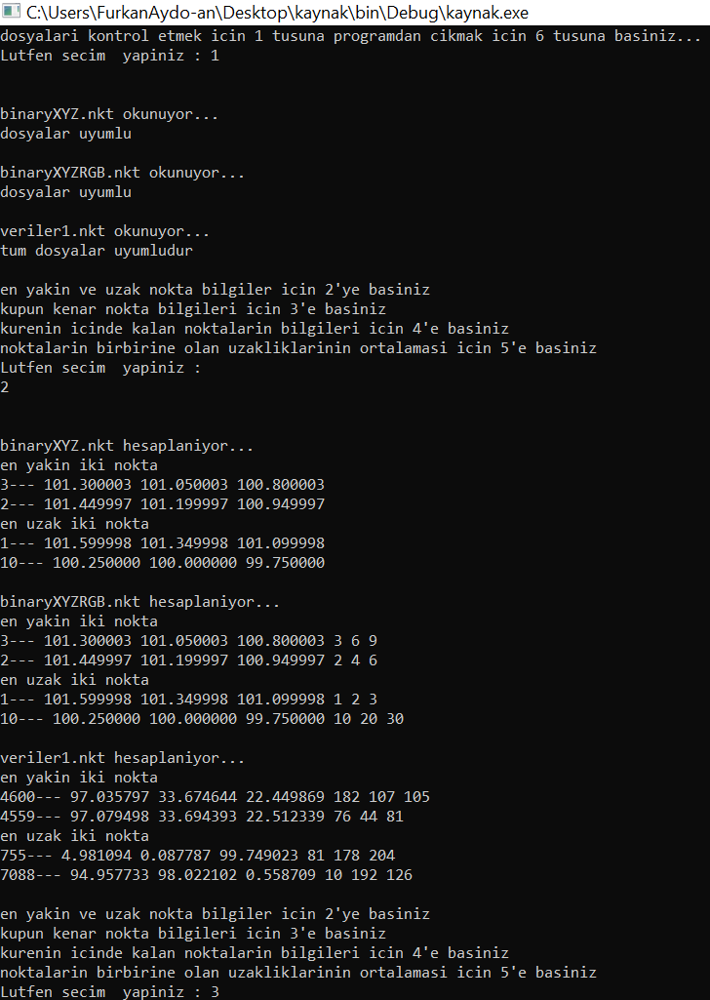 C:\Users\FurkanAydo-an\Desktop\kaynak\bin\Debug\kaynak.exe
dosyalari kontrol etmek icin 1 tusuna programdan cikmak icin 6 tusuna basiniz...
Lutfen secim  yapiniz : 1
binaryXYZ.nkt okunuyor...
dosyalar uyumlu
binaryXYZRGB.nkt okunuyor...
dosyalar uyumlu
veriler1.nkt okunuyor...
tum dosyalar uyumludur
en yakin ve uzak nokta bilgiler icin 2'ye basiniz
kupun kenar nokta bilgileri icin 3'e basiniz
kurenin icinde kalan noktalarin bilgileri icin 4'e basiniz
noktalarin birbirine olan uzakliklarinin ortalamasi icin 5'e basiniz
Lutfen secim  yapiniz :
2
binaryXYZ.nkt hesaplaniyor...
en yakin iki nokta
3--- 101.300003 101.050003 100.800003
2--- 101.449997 101.199997 100.949997
en uzak iki nokta
1--- 101.599998 101.349998 101.099998
10--- 100.250000 100.000000 99.750000
binaryXYZRGB.nkt hesaplaniyor...
en yakin iki nokta
3--- 101.300003 101.050003 100.800003 3 6 9
2--- 101.449997 101.199997 100.949997 2 4 6
en uzak iki nokta
1--- 101.599998 101.349998 101.099998 1 2 3
10--- 100.250000 100.000000 99.750000 10 20 30
veriler1.nkt hesaplaniyor...
en yakin iki nokta
4600--- 97.035797 33.674644 22.449869 182 107 105
4559--- 97.079498 33.694393 22.512339 76 44 81
en uzak iki nokta
755--- 4.981094 0.087787 99.749023 81 178 204
7088--- 94.957733 98.022102 0.558709 10 192 126
en yakin ve uzak nokta bilgiler icin 2'ye basiniz
kupun kenar nokta bilgileri icin 3'e basiniz
kurenin icinde kalan noktalarin bilgileri icin 4'e basiniz
noktalarin birbirine olan uzakliklarinin ortalamasi icin 5'e basiniz
Lutfen secim  yapiniz : 3